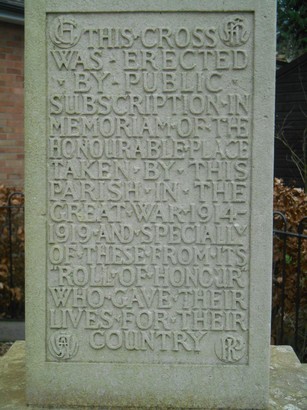 THIS·CROSS
WAS·ERECTED
·BY·PUBLIC·
SUBSCRIPTION·IN
MEMORIAM·OF·THE
HONOURABLE·PLACE
TAKEN·BY·THIS
PARISH·IN·THE
GREAT·WAR·1914-
1919·AND·SPECIALLY
OF·THESE·FROM·ITS
"ROLL·OF·HONOUR"
WHO·GAVE·THEIR
LIVES·FOR·THEIR
COUNTRY